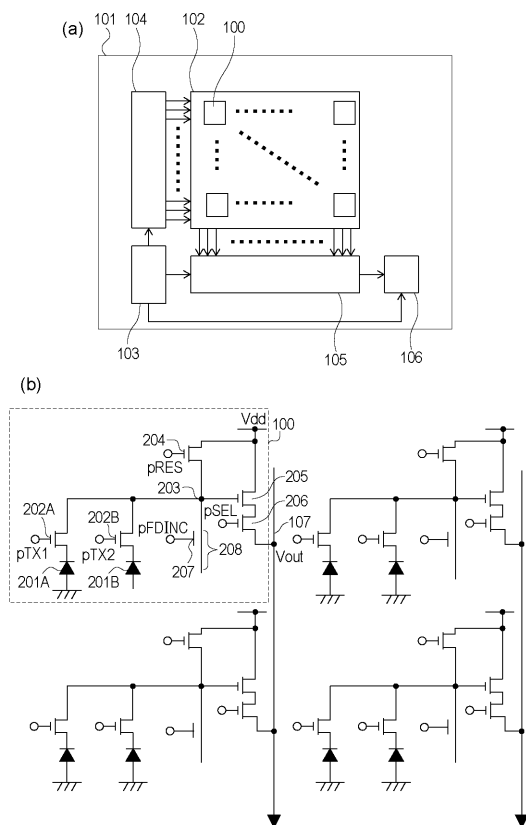 (a)
101 104 102 100
103 105 106
(b)
Vdd 100
204
pRES
203 205
202A 202B pFDINC pSEL 206
107
pTX1 pTX2 208 Vout
207
201A 201B